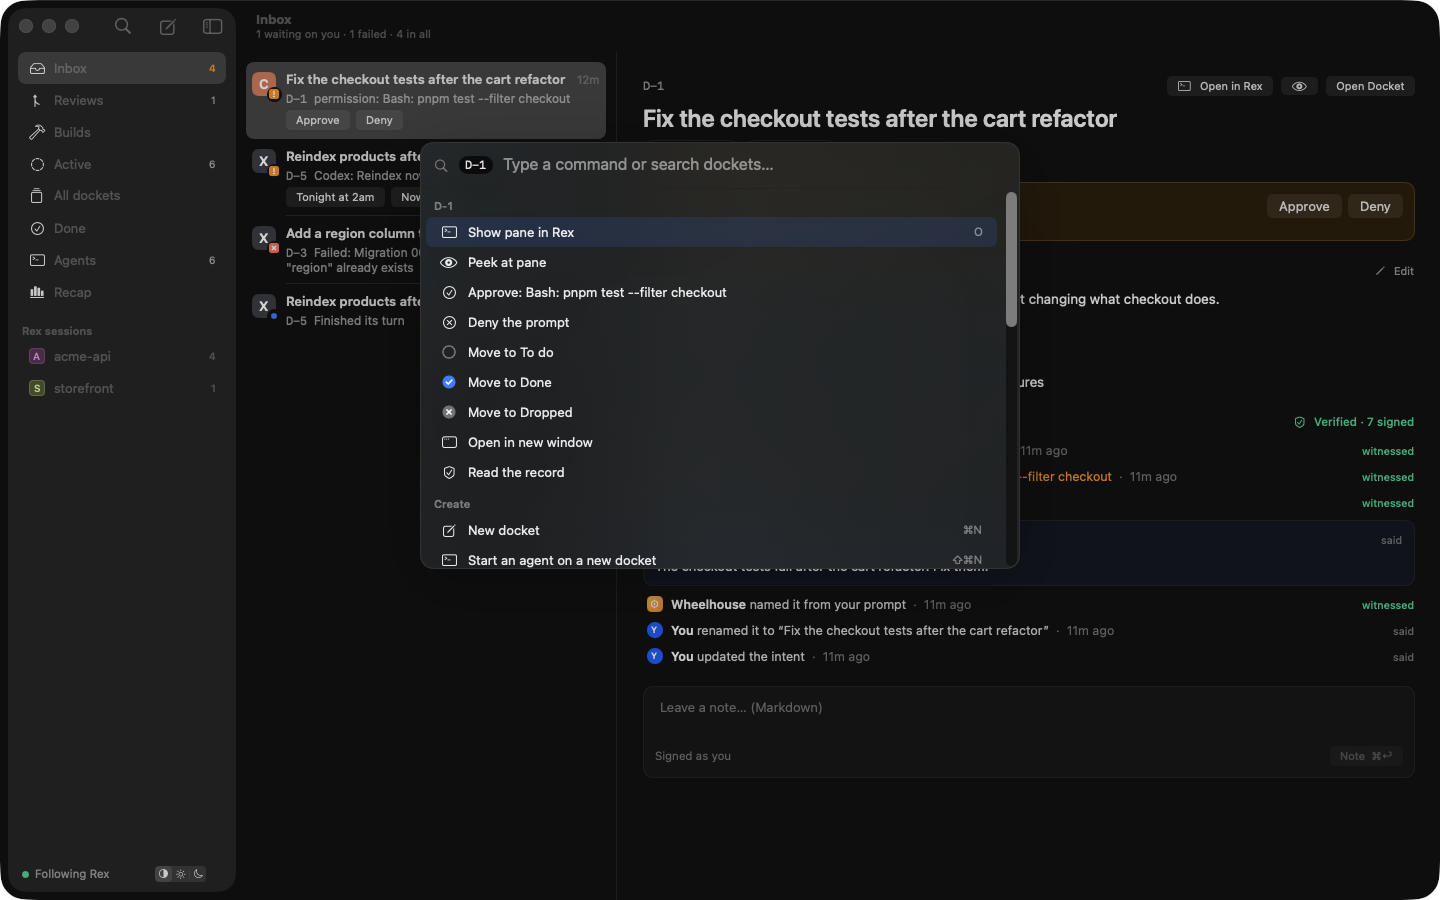 Inbox
1 waiting on you · 1 failed · 4 in all
Inbox 4
Reviews 1
Builds
Active 6
All dockets
Done
Agents 6
Recap
Rex sessions
A acme-api 4
S storefront 1
Following Rex
C Fix the checkout tests after the cart refactor 12m
D–1 permission: Bash: pnpm test --filter checkout
Approve Deny
X Reindex products afte
D–5 Codex: Reindex no
Tonight at 2am Now
X Add a region column
D–3 Failed: Migration 0
"region" already exists
X Reindex products afte
D–5 Finished its turn
D–1
Open in Rex Open Docket
Fix the checkout tests after the cart refactor
Approve Deny
Edit
t changing what checkout does.
ures
Verified · 7 signed
11m ago witnessed
--filter checkout · 11m ago witnessed
witnessed
said
Wheelhouse named it from your prompt · 11m ago witnessed
Y You renamed it to “Fix the checkout tests after the cart refactor” · 11m ago said
Y You updated the intent · 11m ago said
Leave a note... (Markdown)
Signed as you Note ⌘↩
D–1 Type a command or search dockets...
D-1
Show pane in Rex O
Peek at pane
Approve: Bash: pnpm test --filter checkout
Deny the prompt
Move to To do
Move to Done
Move to Dropped
Open in new window
Read the record
Create
New docket ⌘N
Start an agent on a new docket ⇧⌘N